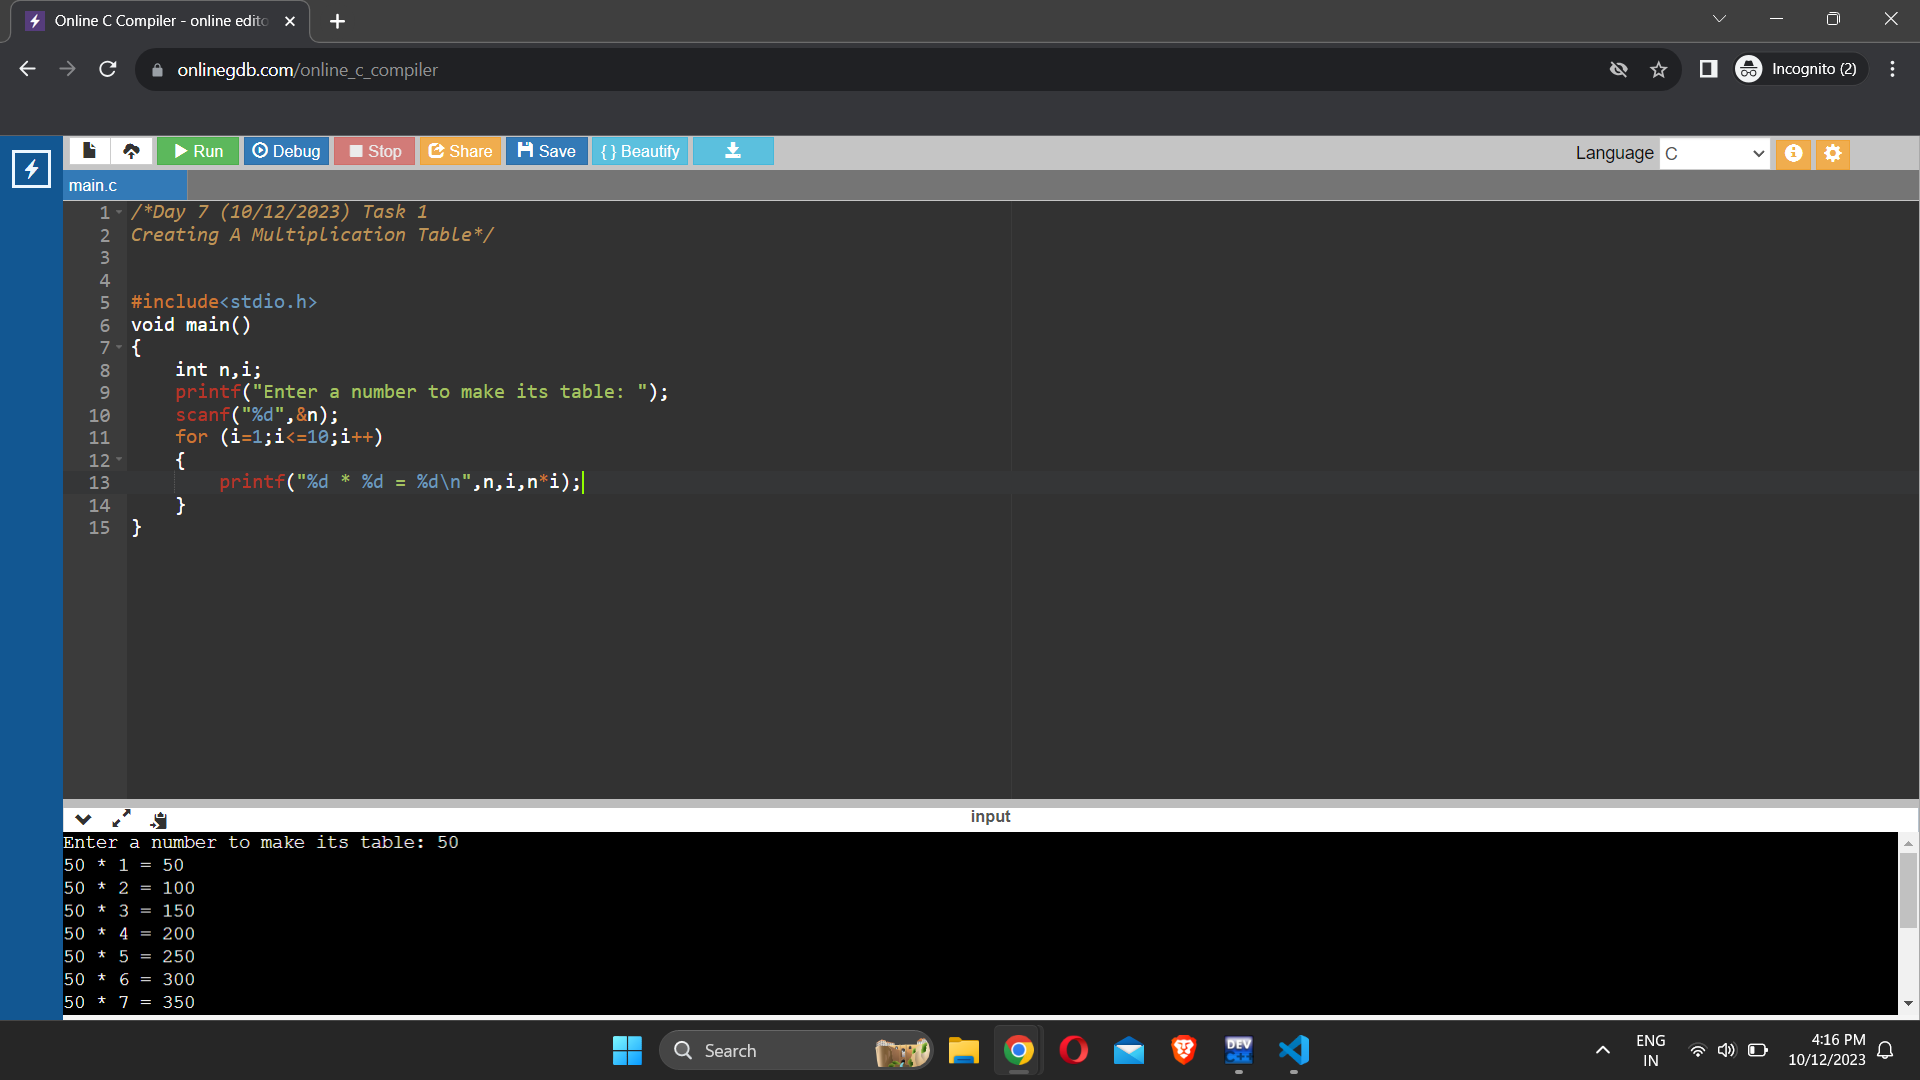 Online C Compiler - online edito
onlinegdb.com/online_c_compiler
Incognito (2)
Run
Debug
Stop
Share
Save
{ } Beautify
Language
C
main.c
1 /*Day 7 (10/12/2023) Task 1
2 Creating A Multiplication Table*/
3
4
5 #include<stdio.h>
6 void main()
7 {
8 int n,i;
9 printf("Enter a number to make its table: ");
10 scanf("%d",&n);
11 for (i=1;i<=10;i++)
12 {
13 printf("%d * %d = %d\n",n,i,n*i);
14 }
15 }
input
Enter a number to make its table: 50
50 * 1 = 50
50 * 2 = 100
50 * 3 = 150
50 * 4 = 200
50 * 5 = 250
50 * 6 = 300
50 * 7 = 350
Search
DEV
ENG
IN
4:16 PM
10/12/2023